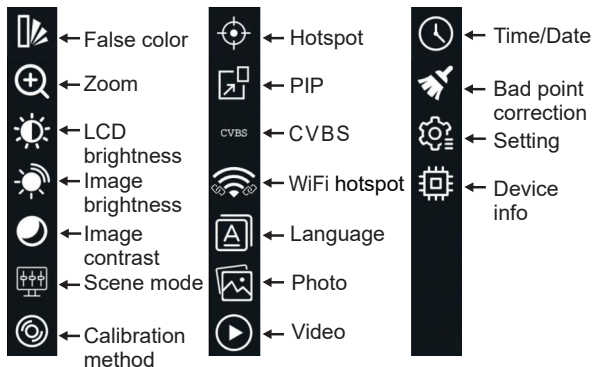 False color
Zoom
LCD
brightness
Image
brightness
Image
contrast
Scene mode
Calibration
method
Hotspot
PIP
CVBS
CVBS
WiFi hotspot
A
Language
Photo
Video
Time/Date
Bad point
correction
Setting
Device
info